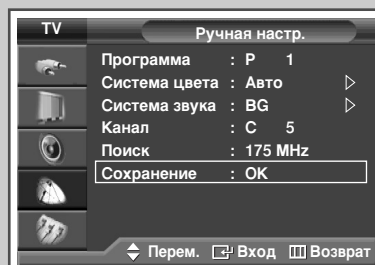 TV
Ручная настр.
Программа : P 1
Система цвета : Авто
Система звука : BG
Канал : C 5
Поиск : 175 MHz
Сохранение : OK
Перем. Вход Возврат